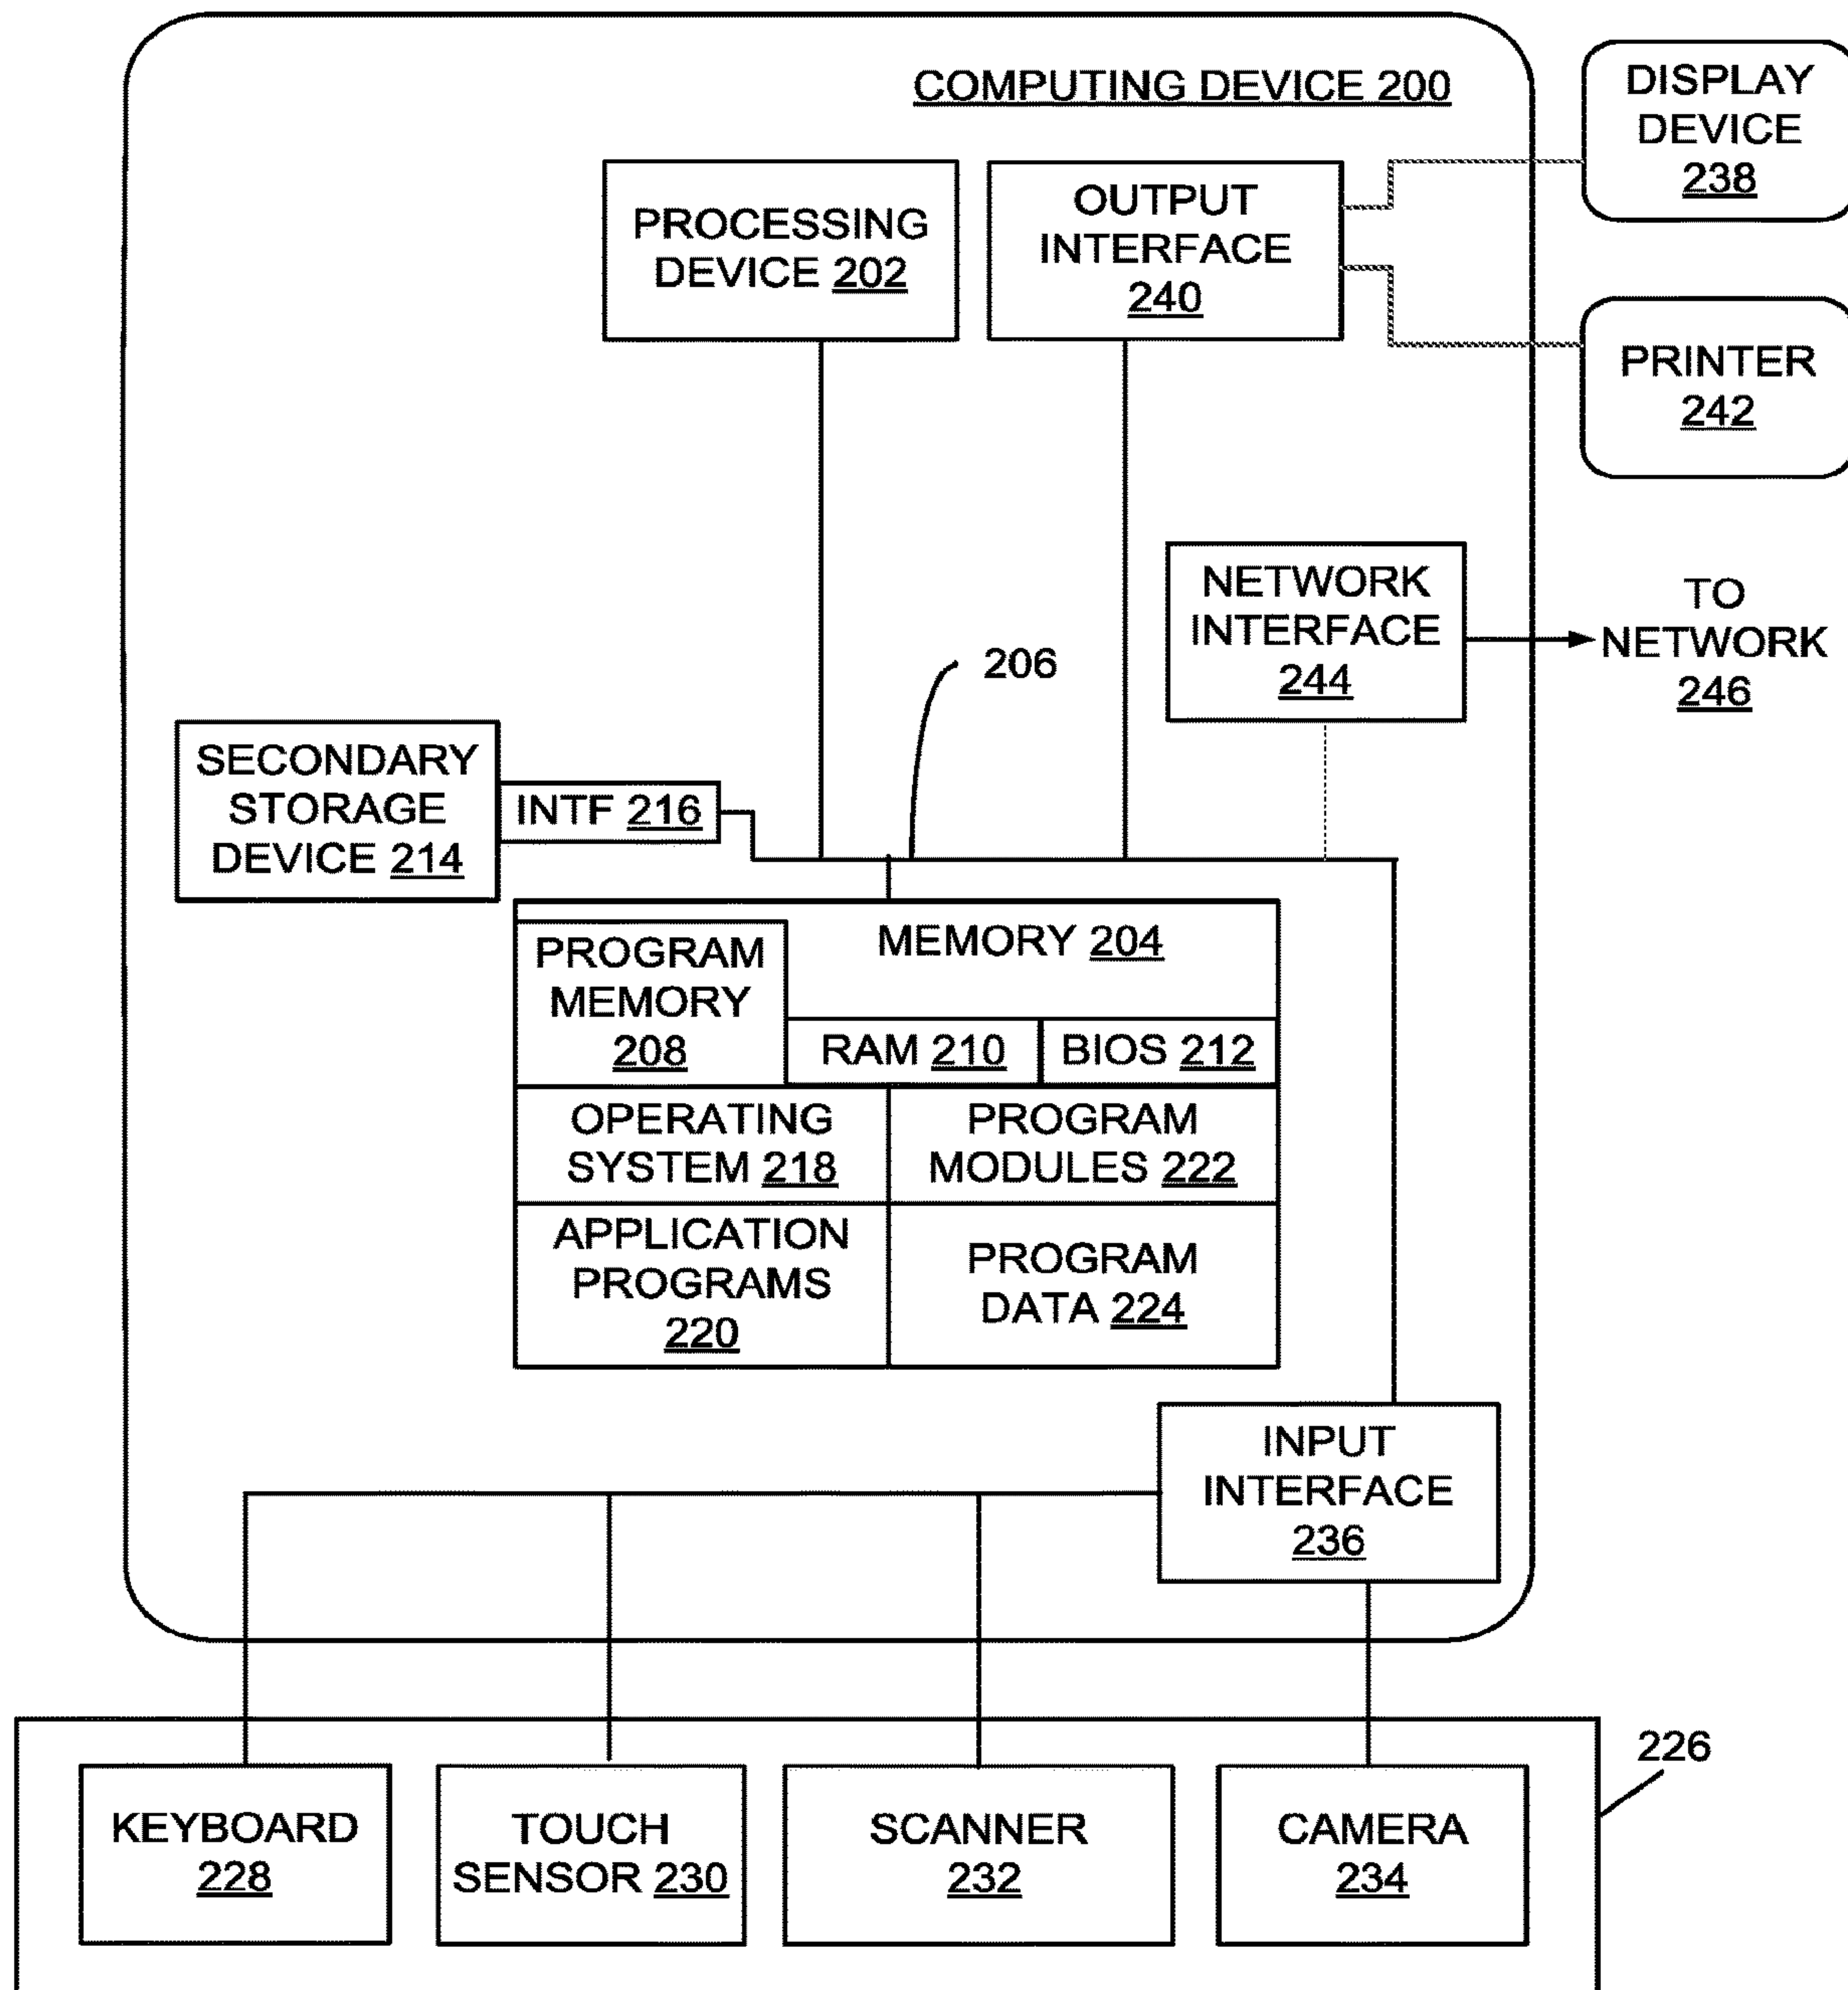 COMPUTING DEVICE 200
DISPLAY
DEVICE
238
PROCESSING
DEVICE 202
OUTPUT
INTERFACE
240
PRINTER
242
NETWORK
INTERFACE
244
TO
NETWORK
246
206
SECONDARY
STORAGE
DEVICE 214
INTF 216
MEMORY 204
PROGRAM
MEMORY
208
RAM 210
BIOS 212
OPERATING
SYSTEM 218
PROGRAM
MODULES 222
APPLICATION
PROGRAMS
220
PROGRAM
DATA 224
INPUT
INTERFACE
236
226
KEYBOARD
228
TOUCH
SENSOR 230
SCANNER
232
CAMERA
234